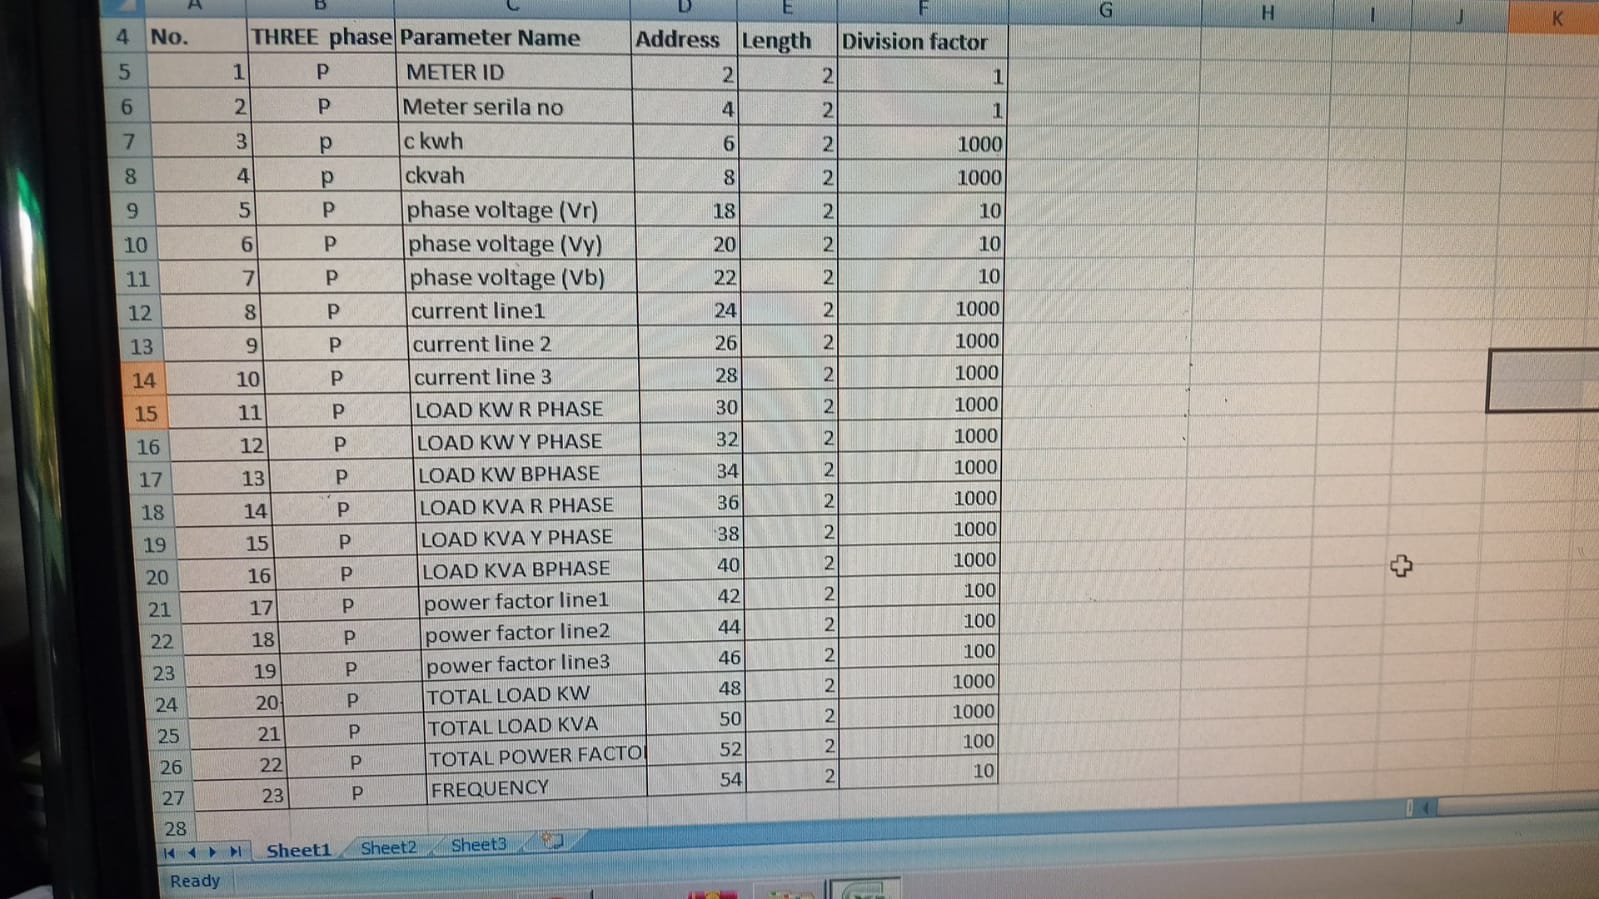 A B C D E F G H I J K
4 No. THREE phase Parameter Name Address Length Division factor
5 1 P METER ID 2 2 1
6 2 P Meter serila no 4 2 1
7 3 p c kwh 6 2 1000
8 4 p ckvah 8 2 1000
9 5 P phase voltage (Vr) 18 2 10
10 6 P phase voltage (Vy) 20 2 10
11 7 P phase voltage (Vb) 22 2 10
12 8 P current line1 24 2 1000
13 9 P current line 2 26 2 1000
14 10 P current line 3 28 2 1000
15 11 P LOAD KW R PHASE 30 2 1000
16 12 P LOAD KW Y PHASE 32 2 1000
17 13 P LOAD KW BPHASE 34 2 1000
18 14 P LOAD KVA R PHASE 36 2 1000
19 15 P LOAD KVA Y PHASE 38 2 1000
20 16 P LOAD KVA BPHASE 40 2 1000
21 17 P power factor line1 42 2 100
22 18 P power factor line2 44 2 100
23 19 P power factor line3 46 2 100
24 20 P TOTAL LOAD KW 48 2 1000
25 21 P TOTAL LOAD KVA 50 2 1000
26 22 P TOTAL POWER FACTO 52 2 100
27 23 P FREQUENCY 54 2 10
28
Sheet1 Sheet2 Sheet3
Ready